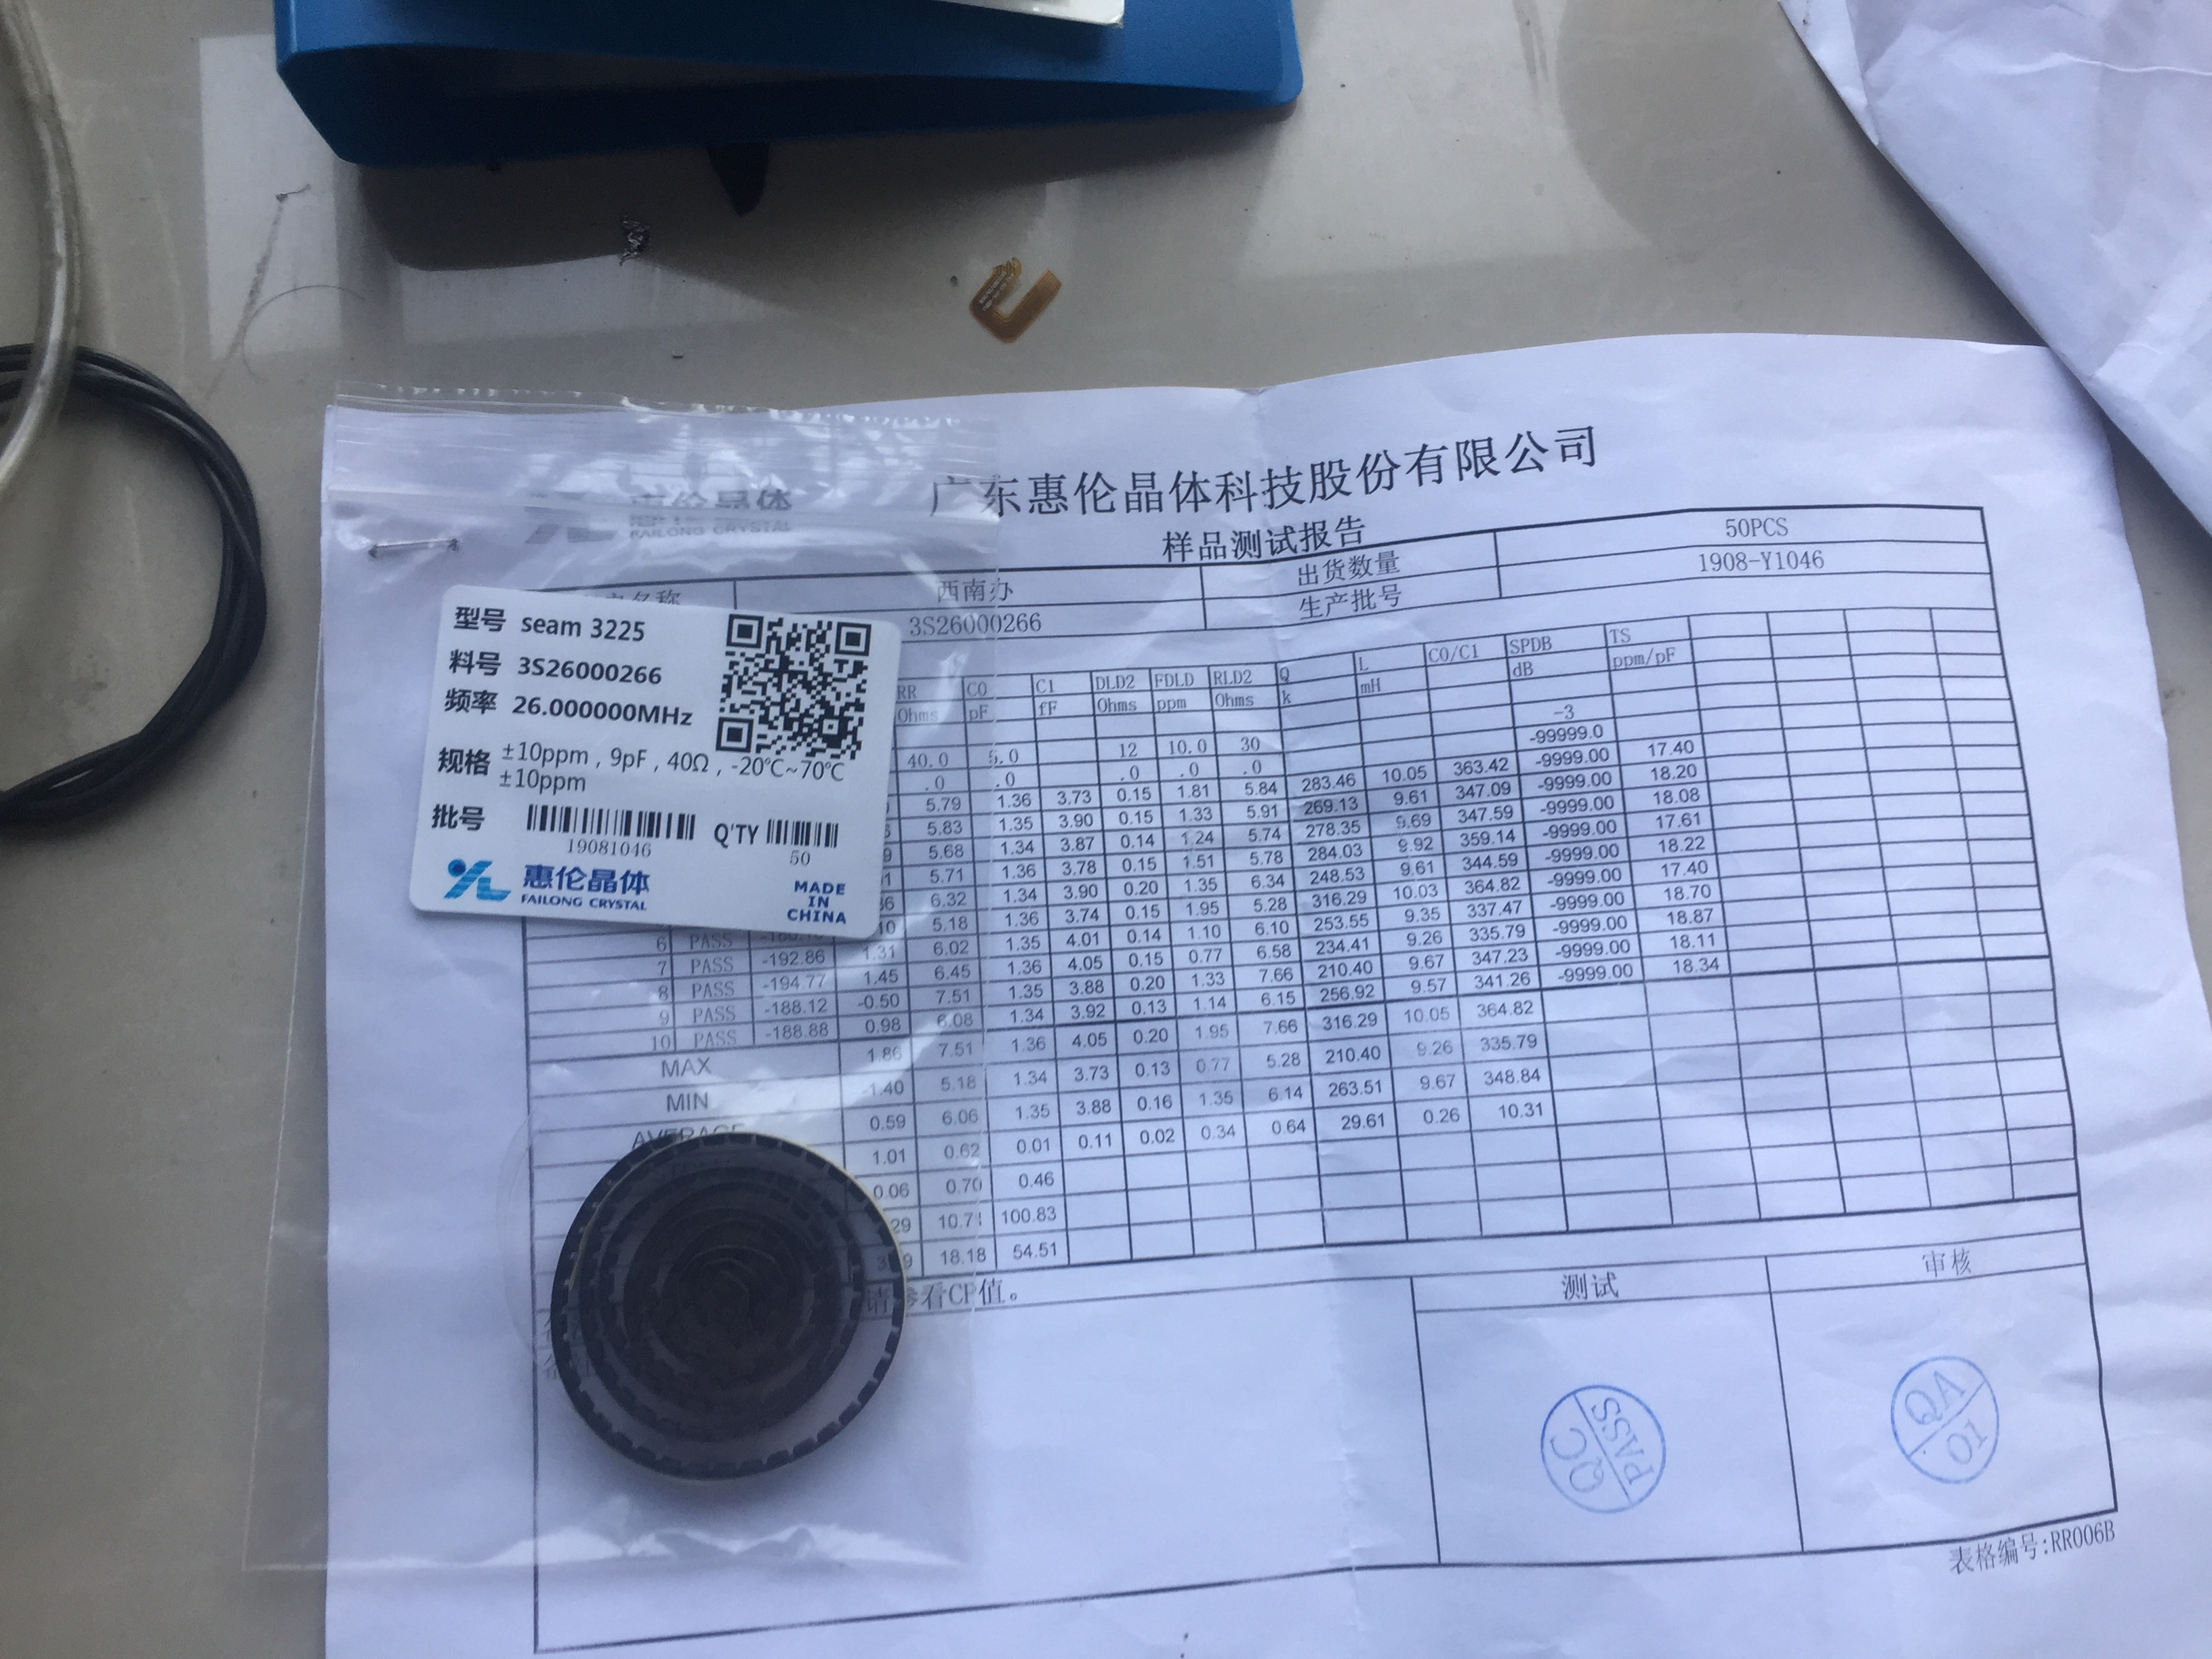 惠伦晶体
FAILONG CRYSTAL
广东惠伦晶体科技股份有限公司
样品测试报告
名称 西南办 出货数量 50PCS
3S26000266 生产批号 1908-Y1046
型号 seam 3225
料号 3S26000266
频率 26.000000MHz
规格 ±10ppm , 9pF , 40Ω , -20℃~70℃
±10ppm
批号 19081046 Q'TY 50
惠伦晶体
FAILONG CRYSTAL
MADE
IN
CHINA
RR C0 C1 DLD2 FDLD RLD2 Q L C0/C1 SPDB TS
Ohms pF fF Ohms ppm Ohms k mH dB ppm/pF
-3
40.0 5.0 12 10.0 30 -99999.0
.0 .0 .0 .0 .0
5.79 1.36 3.73 0.15 1.81 5.84 283.46 10.05 363.42 -9999.00 17.40
5.83 1.35 3.90 0.15 1.33 5.91 269.13 9.61 347.09 -9999.00 18.20
5.68 1.34 3.87 0.14 1.24 5.74 278.35 9.69 347.59 -9999.00 18.08
5.71 1.36 3.78 0.15 1.51 5.78 284.03 9.92 359.14 -9999.00 17.61
6.32 1.34 3.90 0.20 1.35 6.34 248.53 9.61 344.59 -9999.00 18.22
6 PASS 5.18 1.36 3.74 0.15 1.95 5.28 316.29 10.03 364.82 -9999.00 17.40
7 PASS -192.86 1.31 6.02 1.35 4.01 0.14 1.10 6.10 253.55 9.35 337.47 -9999.00 18.70
8 PASS -194.77 1.45 6.45 1.36 4.05 0.15 0.77 6.58 234.41 9.26 335.79 -9999.00 18.87
9 PASS -188.12 -0.50 7.51 1.35 3.88 0.20 1.33 7.66 210.40 9.67 347.23 -9999.00 18.11
10 PASS -188.88 0.98 6.08 1.34 3.92 0.13 1.14 6.15 256.92 9.57 341.26 -9999.00 18.34
MAX 1.86 7.51 1.36 4.05 0.20 1.95 7.66 316.29 10.05 364.82
MIN -1.40 5.18 1.34 3.73 0.13 0.77 5.28 210.40 9.26 335.79
AVERAGE 0.59 6.06 1.35 3.88 0.16 1.35 6.14 263.51 9.67 348.84
1.01 0.62 0.01 0.11 0.02 0.34 0.64 29.61 0.26 10.31
0.06 0.70 0.46
10.71 100.83
18.18 54.51
请参看CP值。
测试 审核
QC PASS
QA 01
表格编号:RR006B